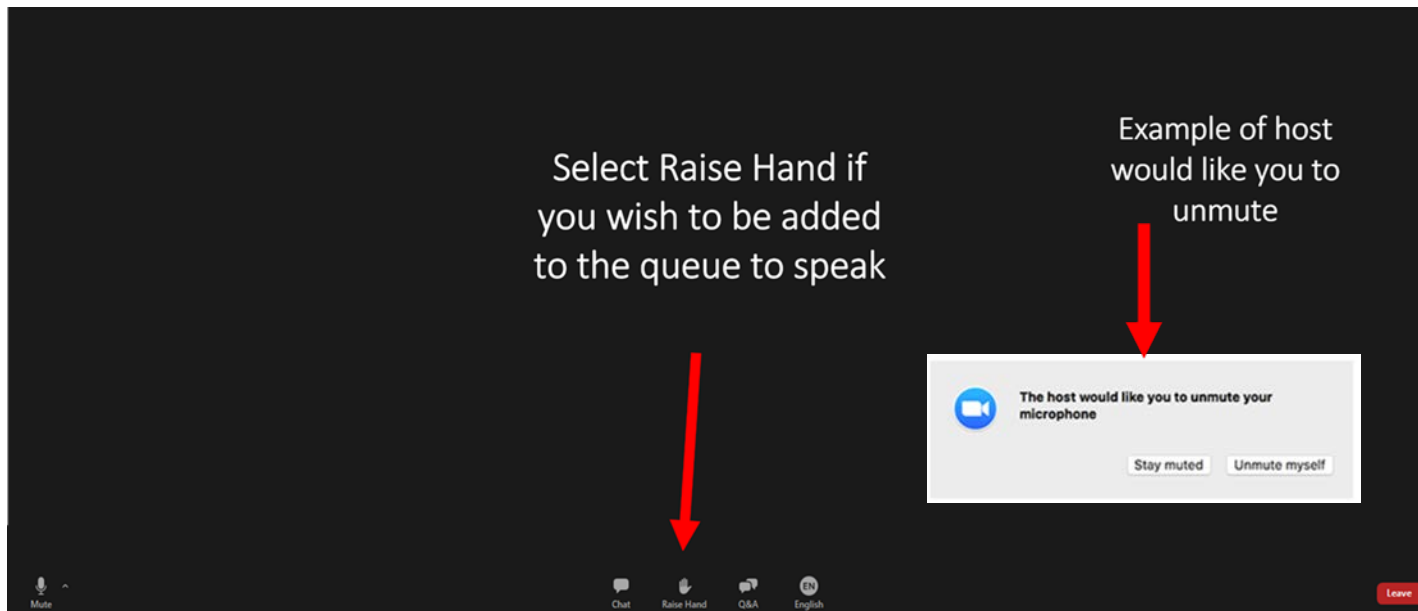 Select Raise Hand if
you wish to be added
to the queue to speak
Example of host
would like you to
unmute
The host would like you to unmute your
microphone
Stay muted
Unmute myself
Mute
Chat
Raise Hand
Q&A
EN
English
Leave